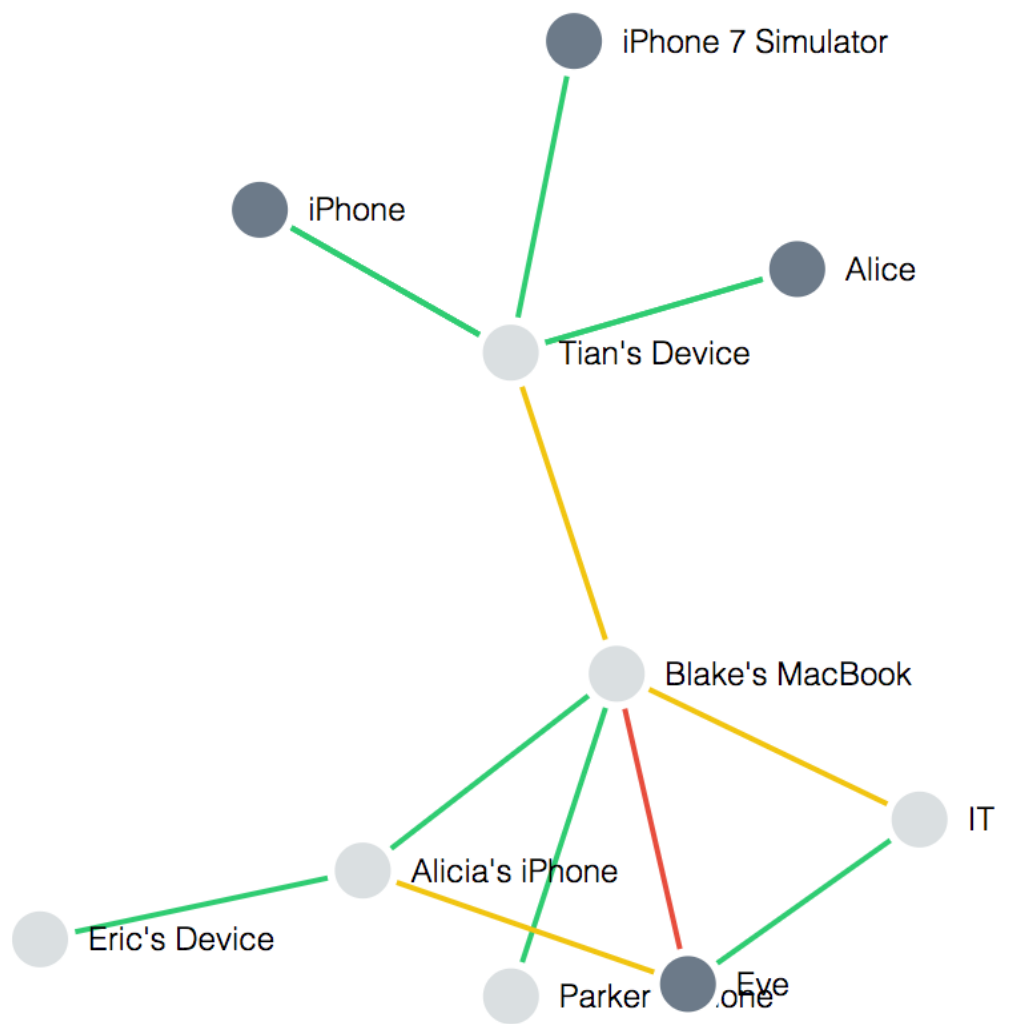 iPhone 7 Simulator
iPhone
Alice
Tian's Device
Blake's MacBook
IT
Alicia's iPhone
Eric's Device
Eve
Parker